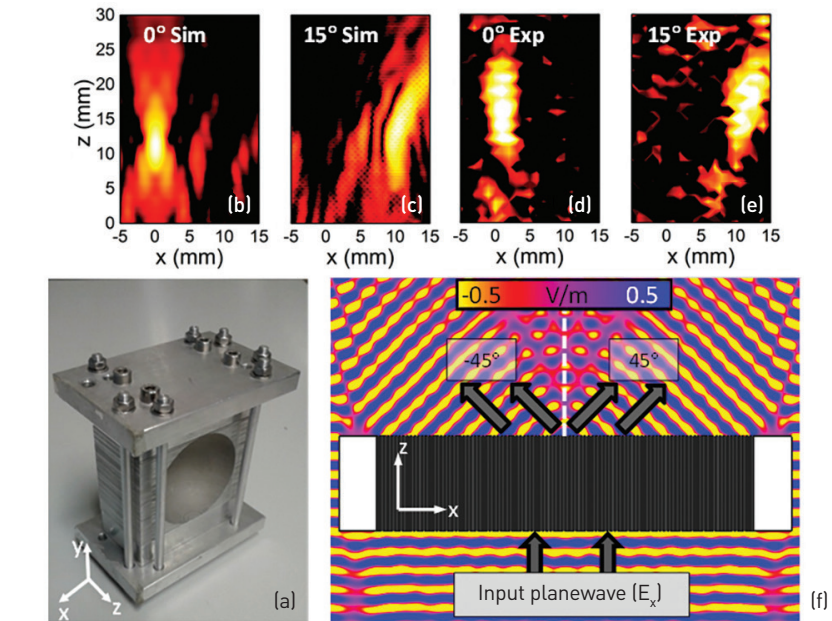 30
25
20
15
10
5
0
z (mm)
0° Sim
(b)
-5 0 5 10 15
x (mm)
15° Sim
(c)
-5 0 5 10 15
x (mm)
0° Exp
(d)
-5 0 5 10 15
x (mm)
15° Exp
(e)
-5 0 5 10 15
x (mm)
y
x z
(a)
-0.5 V/m 0.5
-45° 45°
z
x
Input planewave (Eₓ)
(f)